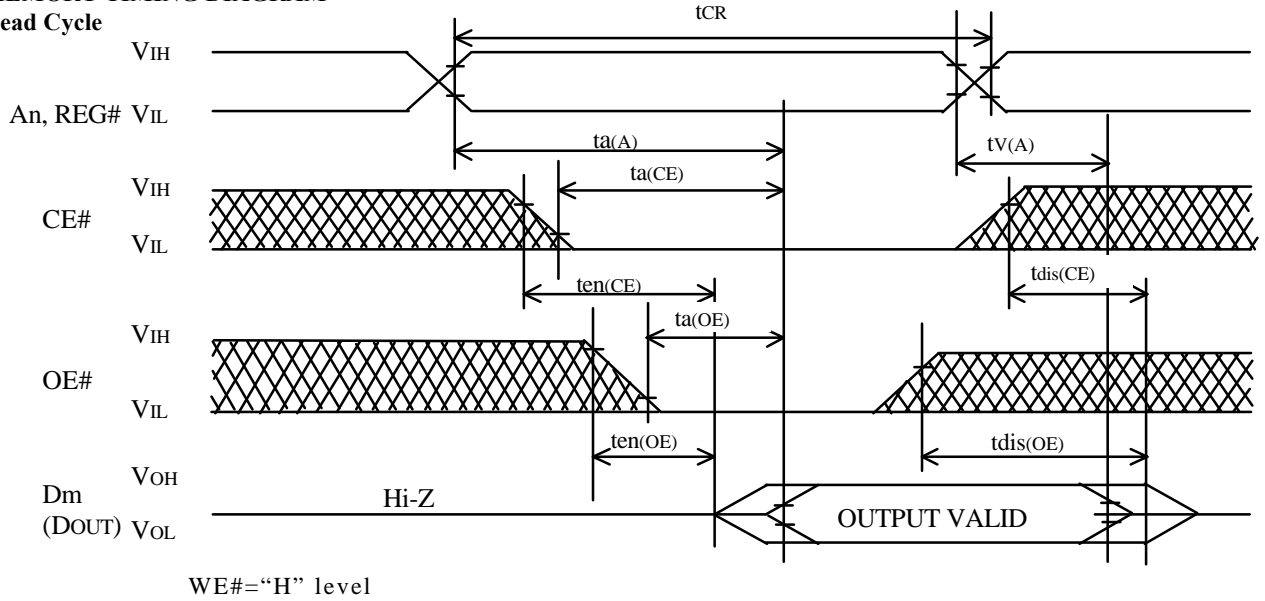 ead Cycle
tCR
VIH
An, REG# VIL
ta(A)
tV(A)
ta(CE)
VIH
CE#
VIL
ten(CE)
tdis(CE)
ta(OE)
VIH
OE#
VIL
ten(OE)
tdis(OE)
VOH
Dm
Hi-Z
OUTPUT VALID
(DOUT) VOL
WE#=“H” level